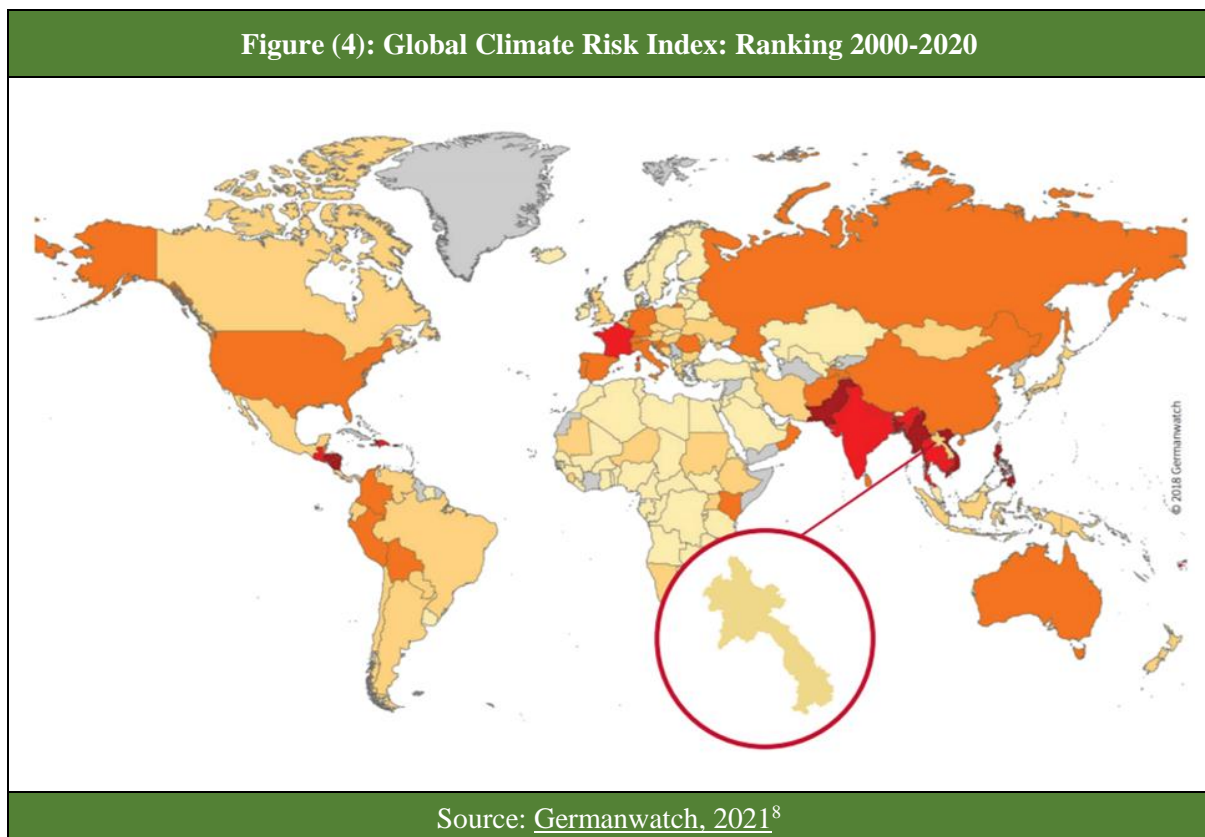 Figure (4): Global Climate Risk Index: Ranking 2000-2020
© 2018 Germanwatch
Source: Germanwatch, 2021⁸